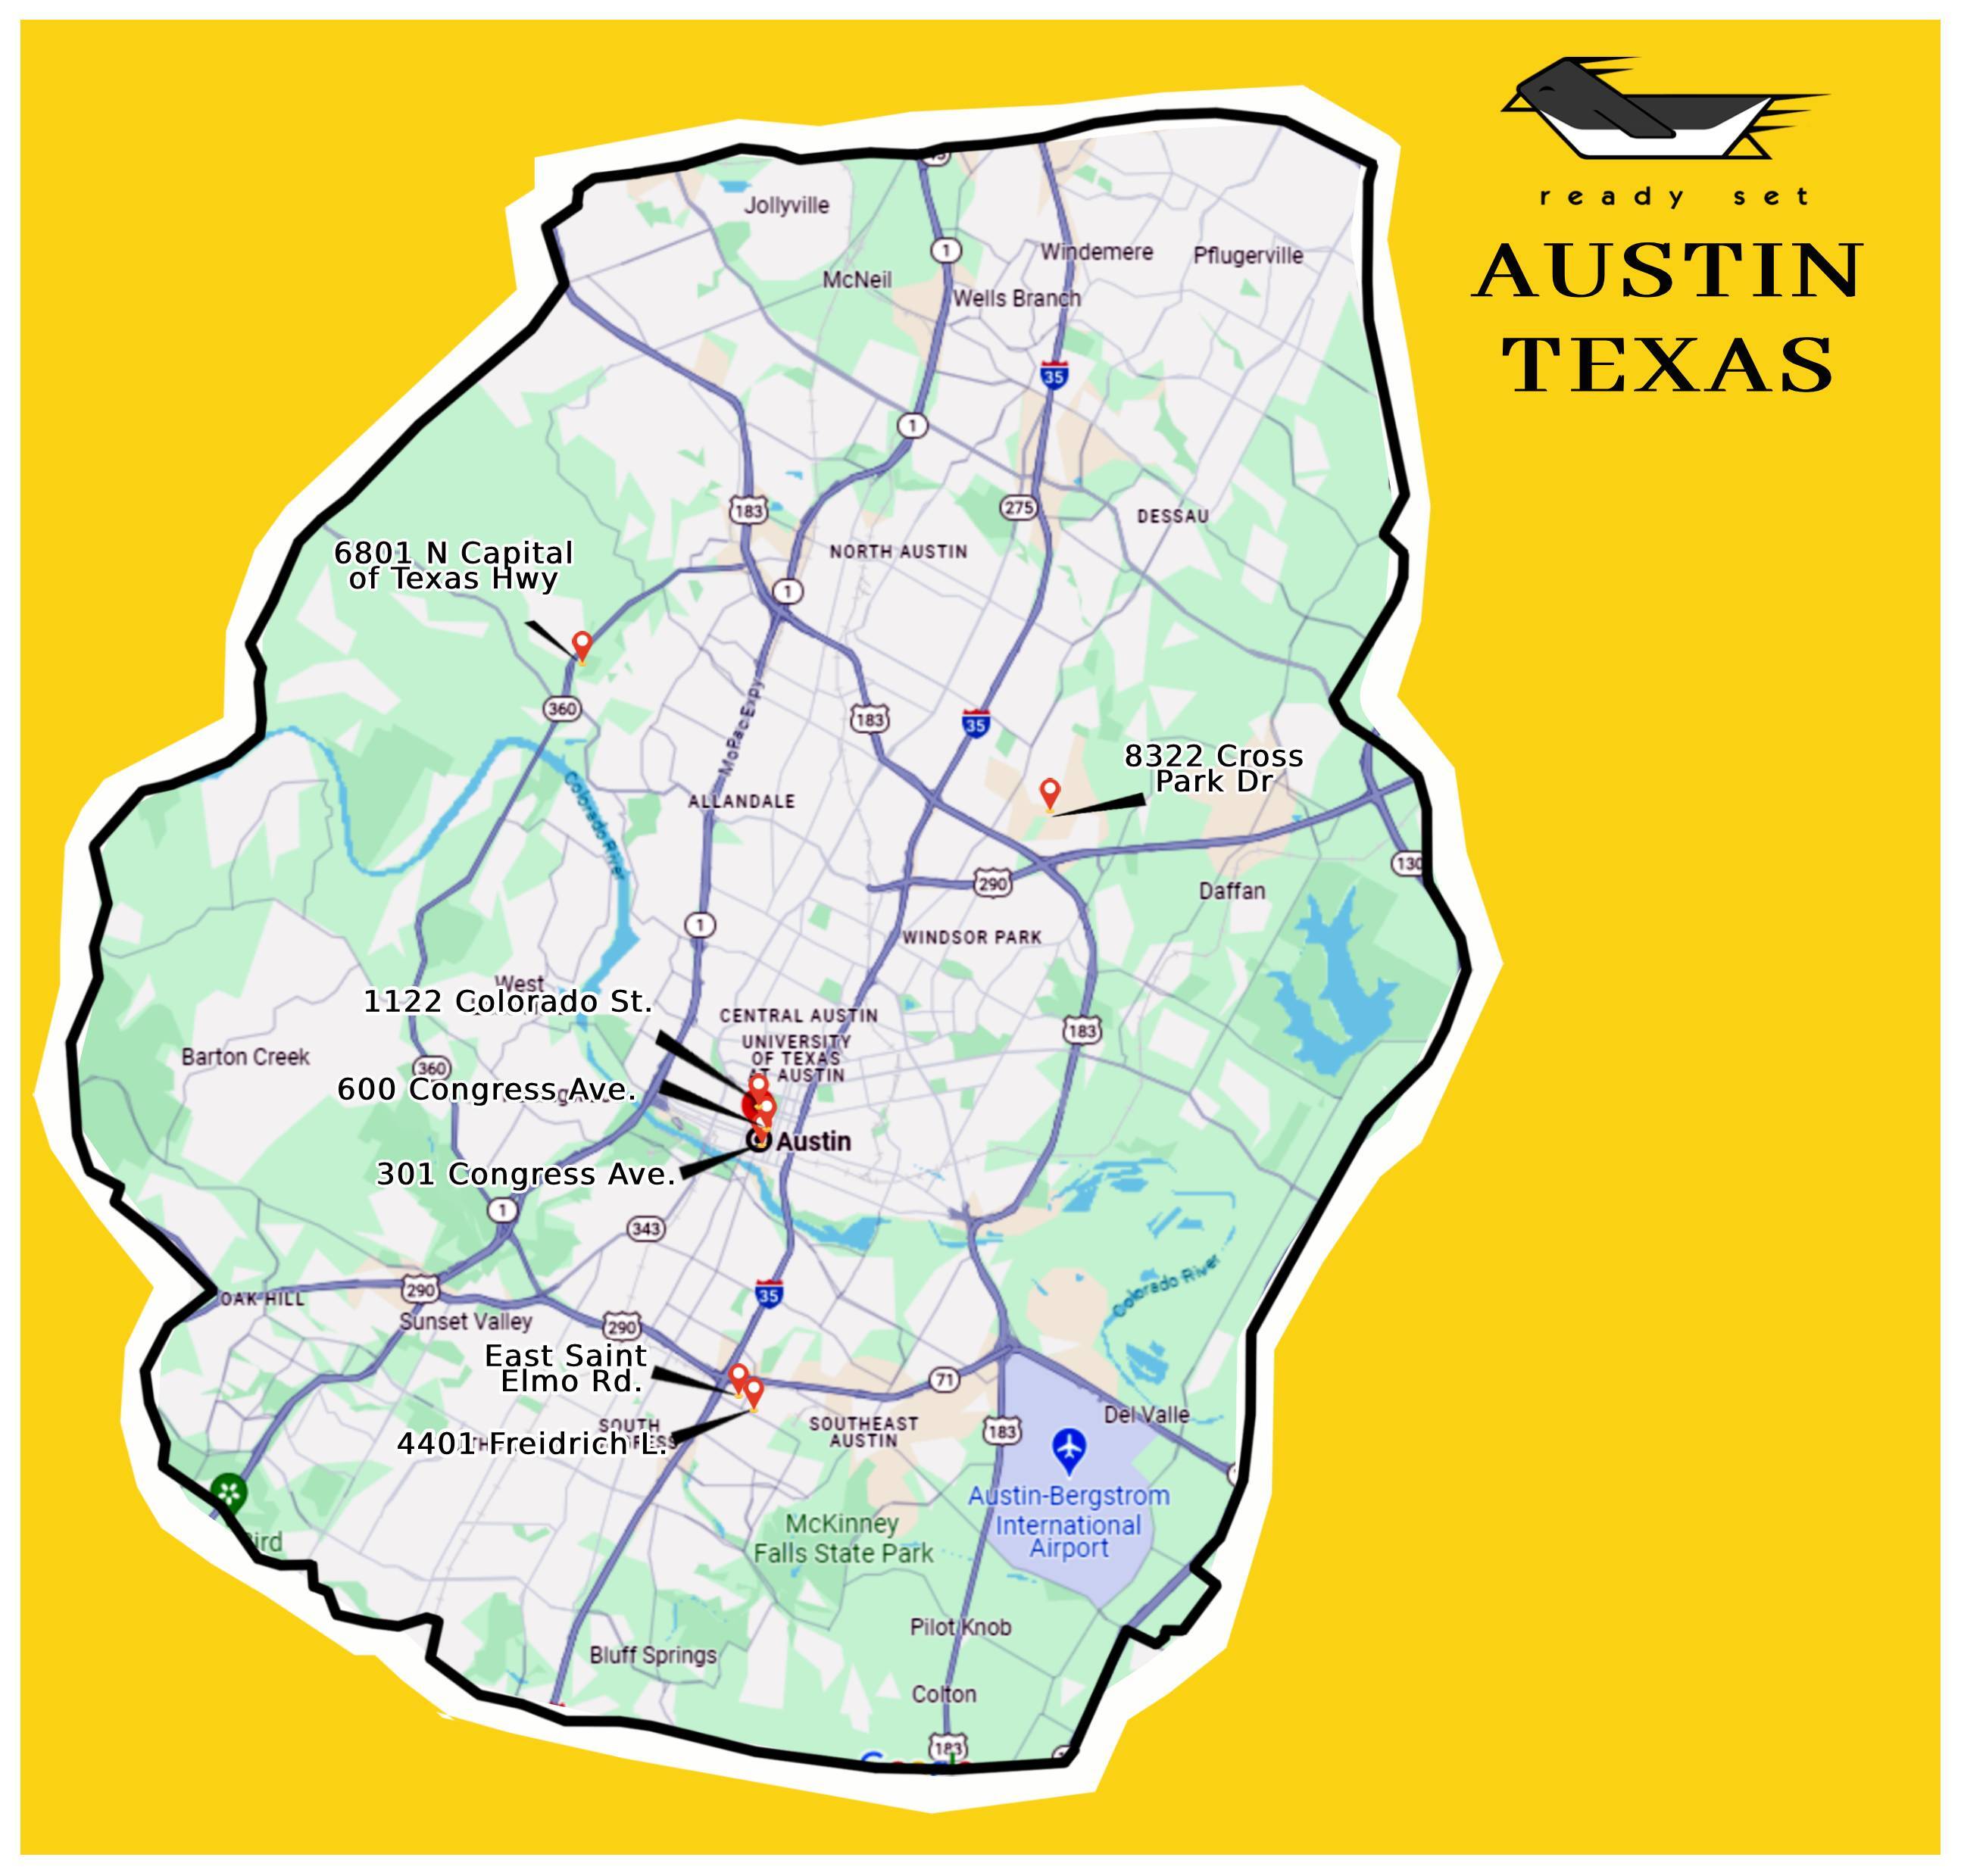 ready set
AUSTIN
TEXAS
Jollyville
1
Windemere
Pflugerville
McNeil
Wells Branch
35
1
183
275
DESSAU
6801 N Capital
of Texas Hwy
NORTH AUSTIN
1
360
MoPac Expy
183
35
8322 Cross
Park Dr
Colorado River
ALLANDALE
130
290
Daffan
1
WINDSOR PARK
West
1122 Colorado St.
CENTRAL AUSTIN
UNIVERSITY
OF TEXAS
AT AUSTIN
183
Barton Creek
360
600 Congress Ave.
Austin
301 Congress Ave.
1
343
Colorado River
290
OAK HILL
35
Sunset Valley
290
East Saint
Elmo Rd.
71
SOUTH
4401 Freidrich L.
SOUTHEAST
AUSTIN
183
Del Valle
Austin-Bergstrom
International
Airport
McKinney
Falls State Park
Pilot Knob
Bluff Springs
Colton
183